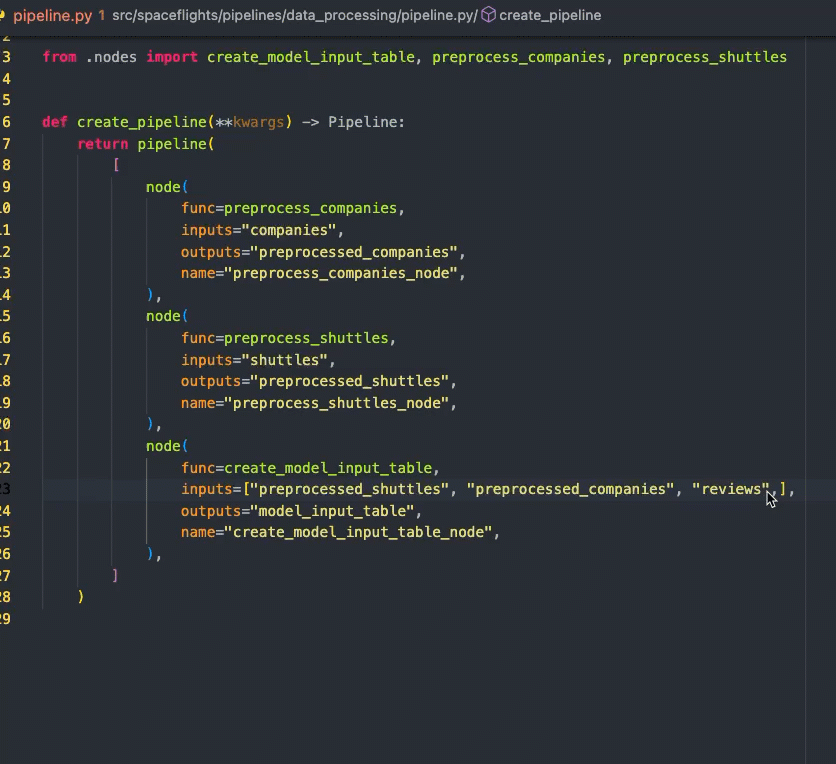 pipeline.py 1 src/spaceflights/pipelines/data_processing/pipeline.py/ create_pipeline
2
3 from .nodes import create_model_input_table, preprocess_companies, preprocess_shuttles
4
5
6 def create_pipeline(**kwargs) -> Pipeline:
7 return pipeline(
8 [
9 node(
10 func=preprocess_companies,
11 inputs="companies",
12 outputs="preprocessed_companies",
13 name="preprocess_companies_node",
14 ),
15 node(
16 func=preprocess_shuttles,
17 inputs="shuttles",
18 outputs="preprocessed_shuttles",
19 name="preprocess_shuttles_node",
20 ),
21 node(
22 func=create_model_input_table,
23 inputs=["preprocessed_shuttles", "preprocessed_companies", "reviews",],
24 outputs="model_input_table",
25 name="create_model_input_table_node",
26 ),
27 ]
28 )
29